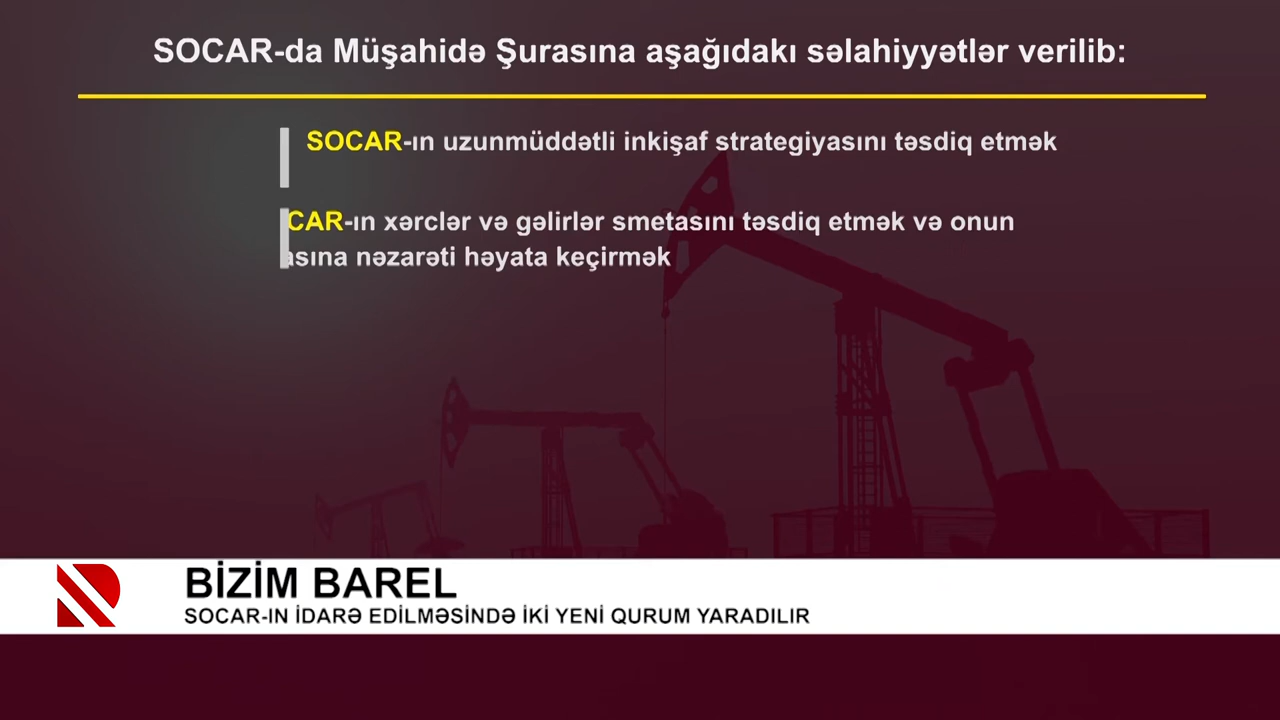 SOCAR-da Müşahidə Şurasına aşağıdakı səlahiyyətlər verilib:
SOCAR-ın uzunmüddətli inkişaf strategiyasını təsdiq etmək
CAR-ın xərclər və gəlirlər smetasını təsdiq etmək və onun
asına nəzarəti həyata keçirmək
BİZİM BAREL
SOCAR-IN İDARƏ EDİLMƏSİNDƏ İKİ YENİ QURUM YARADILIR